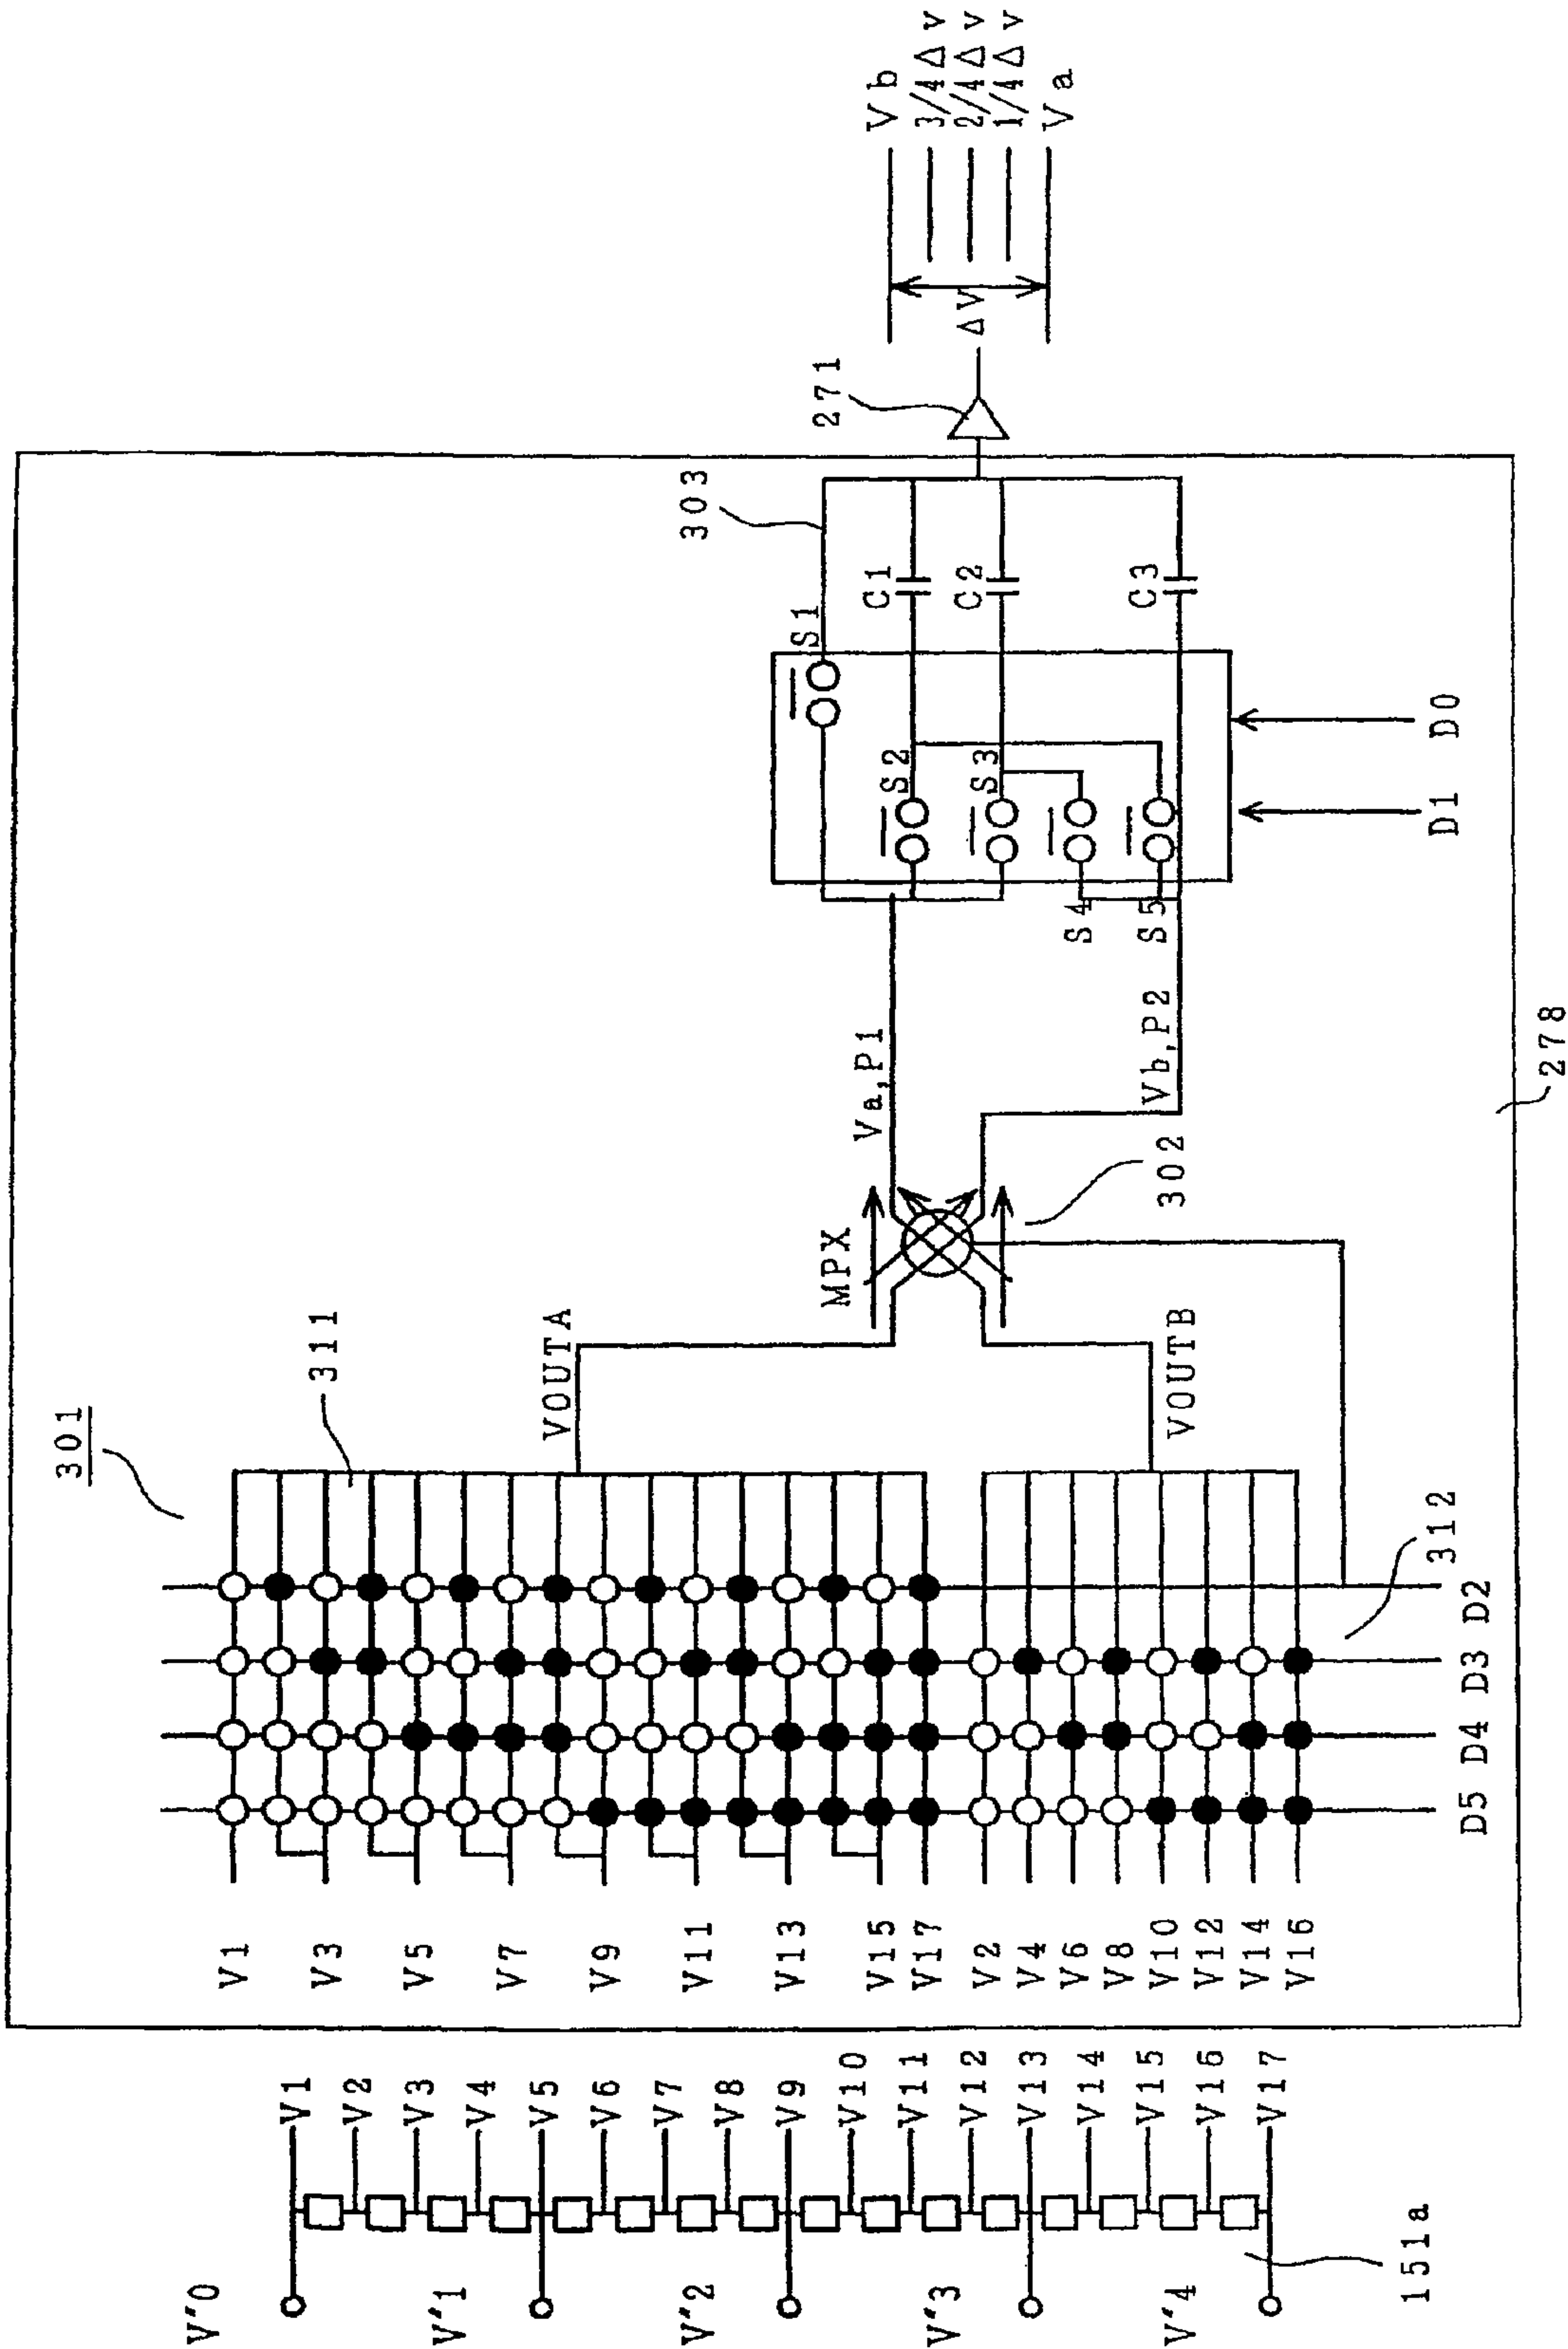 V"0
V"1
V"2
V"3
V"4
151a
V1
V2
V3
V4
V5
V6
V7
V8
V9
V10
V11
V12
V13
V14
V15
V16
V17
V1
V3
V5
V7
V9
V11
V13
V15
V17
V2
V4
V6
V8
V10
V12
V14
V16
D5 D4 D3 D2
301
311
312
VOUTA
VOUTB
MPX
302
Va,P1
Vb,P2
S1
S2
S3
S4
S5
C1
C2
C3
D1
D0
303
271
278
ΔV
Vb
3/4Δv
2/4Δv
1/4Δv
Va